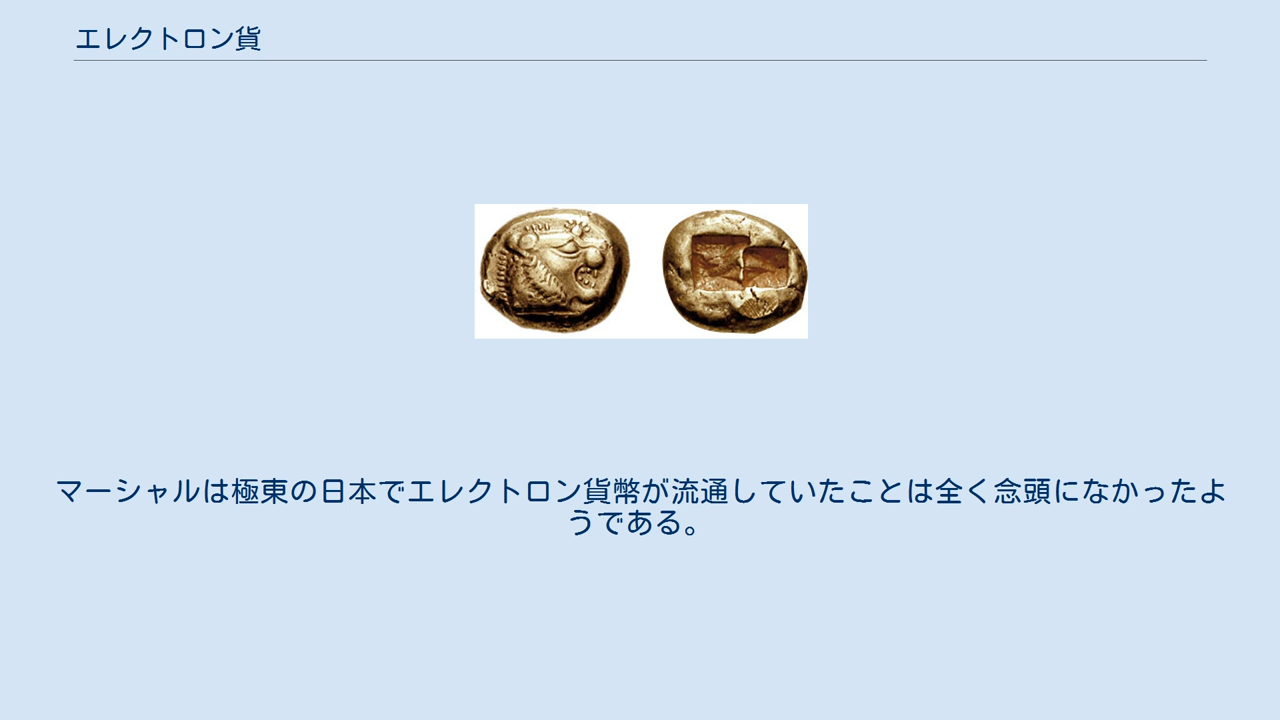 エレクトロン貨
マーシャルは極東の日本でエレクトロン貨幣が流通していたことは全く念頭になかったよ
うである。